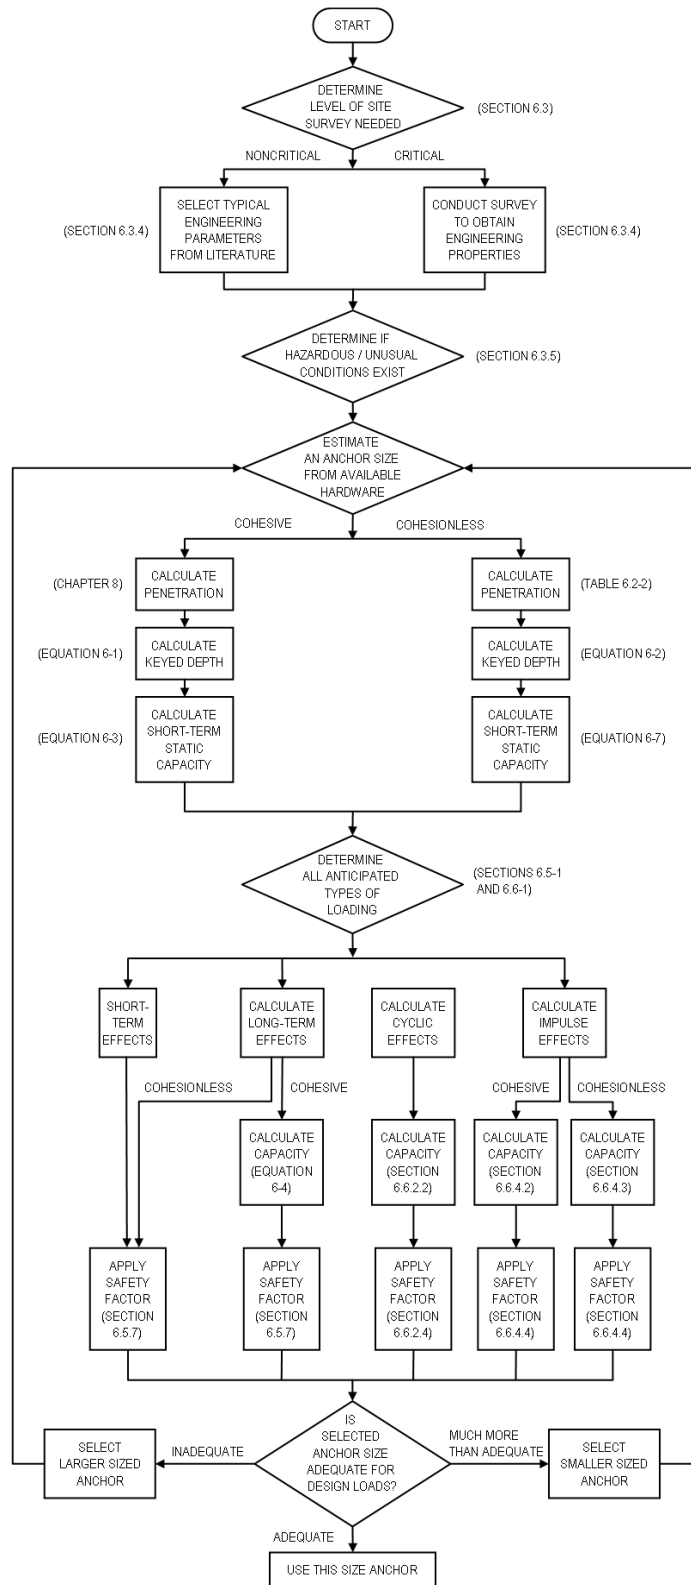 START
DETERMINE
LEVEL OF SITE
SURVEY NEEDED
(SECTION 6.3)
NONCRITICAL
CRITICAL
SELECT TYPICAL
ENGINEERING
PARAMETERS
FROM LITERATURE
(SECTION 6.3.4)
CONDUCT SURVEY
TO OBTAIN
ENGINEERING
PROPERTIES
(SECTION 6.3.4)
DETERMINE IF
HAZARDOUS / UNUSUAL
CONDITIONS EXIST
(SECTION 6.3.5)
ESTIMATE
AN ANCHOR SIZE
FROM AVAILABLE
HARDWARE
COHESIVE
COHESIONLESS
(CHAPTER 8)
CALCULATE
PENETRATION
CALCULATE
PENETRATION
(TABLE 6.2-2)
(EQUATION 6-1)
CALCULATE
KEYED DEPTH
CALCULATE
KEYED DEPTH
(EQUATION 6-2)
(EQUATION 6-3)
CALCULATE
SHORT-TERM
STATIC
CAPACITY
CALCULATE
SHORT-TERM
STATIC
CAPACITY
(EQUATION 6-7)
DETERMINE
ALL ANTICIPATED
TYPES OF
LOADING
(SECTIONS 6.5-1
AND 6.6-1)
SHORT-
TERM
EFFECTS
CALCULATE
LONG-TERM
EFFECTS
CALCULATE
CYCLIC
EFFECTS
CALCULATE
IMPULSE
EFFECTS
COHESIONLESS
COHESIVE
COHESIVE
COHESIONLESS
CALCULATE
CAPACITY
(EQUATION
6-4)
CALCULATE
CAPACITY
(SECTION
6.6.2.2)
CALCULATE
CAPACITY
(SECTION
6.6.4.2)
CALCULATE
CAPACITY
(SECTION
6.6.4.3)
APPLY
SAFETY
FACTOR
(SECTION
6.5.7)
APPLY
SAFETY
FACTOR
(SECTION
6.5.7)
APPLY
SAFETY
FACTOR
(SECTION
6.6.2.4)
APPLY
SAFETY
FACTOR
(SECTION
6.6.4.4)
APPLY
SAFETY
FACTOR
(SECTION
6.6.4.4)
IS
SELECTED
ANCHOR SIZE
ADEQUATE FOR
DESIGN LOADS?
INADEQUATE
SELECT
LARGER SIZED
ANCHOR
MUCH MORE
THAN ADEQUATE
SELECT
SMALLER SIZED
ANCHOR
ADEQUATE
USE THIS SIZE ANCHOR